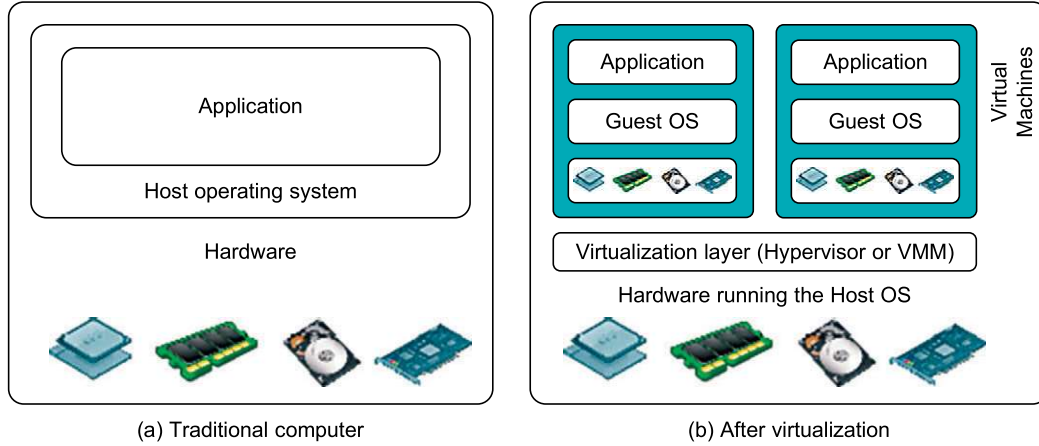 Application
Host operating system
Hardware
(a) Traditional computer
Application
Guest OS
Application
Guest OS
Virtual
Machines
Virtualization layer (Hypervisor or VMM)
Hardware running the Host OS
(b) After virtualization